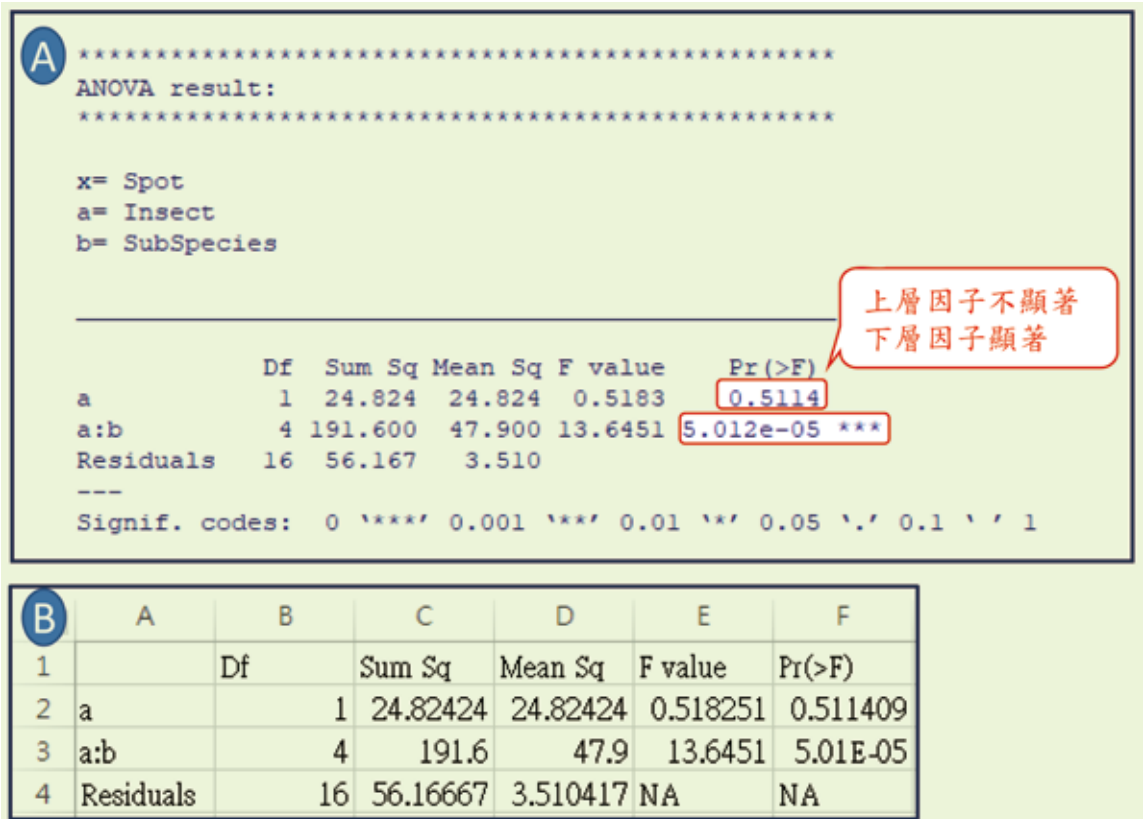 A
****************************************************
ANOVA result:
****************************************************
x= Spot
a= Insect
b= SubSpecies
上層因子不顯著
下層因子顯著
Df Sum Sq Mean Sq F value Pr(>F)
a 1 24.824 24.824 0.5183 0.5114
a:b 4 191.600 47.900 13.6451 5.012e-05 ***
Residuals 16 56.167 3.510
---
Signif. codes: 0 ‘***’ 0.001 ‘**’ 0.01 ‘*’ 0.05 ‘.’ 0.1 ‘ ’ 1
B A B C D E F
1 Df Sum Sq Mean Sq F value Pr(>F)
2 a 1 24.82424 24.82424 0.518251 0.511409
3 a:b 4 191.6 47.9 13.6451 5.01E-05
4 Residuals 16 56.16667 3.510417 NA NA